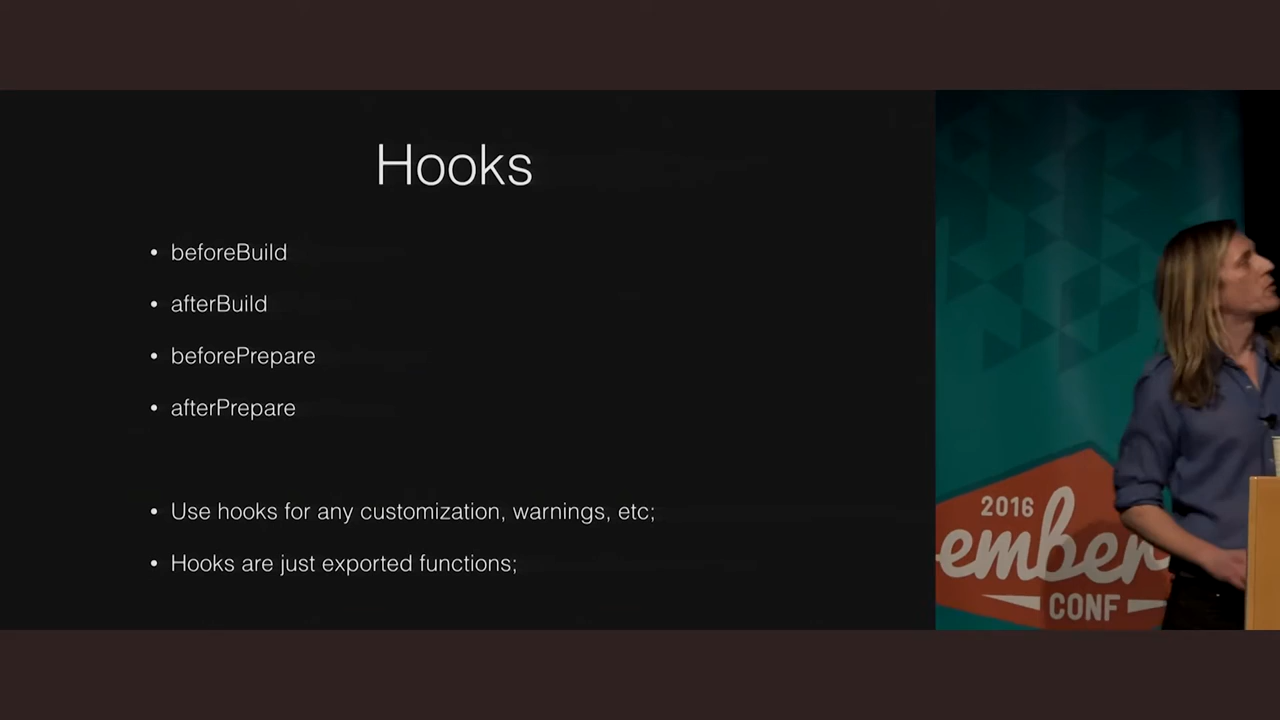 Hooks
• beforeBuild
• afterBuild
• beforePrepare
• afterPrepare
• Use hooks for any customization, warnings, etc;
• Hooks are just exported functions;
2016
ember
CONF